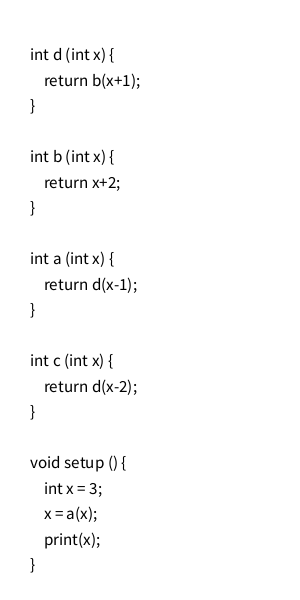 int d (int x) {
    return b(x+1);
}

int b (int x) {
    return x+2;
}

int a (int x) {
    return d(x-1);
}

int c (int x) {
    return d(x-2);
}

void setup () {
    int x = 3;
    x = a(x);
    print(x);
}